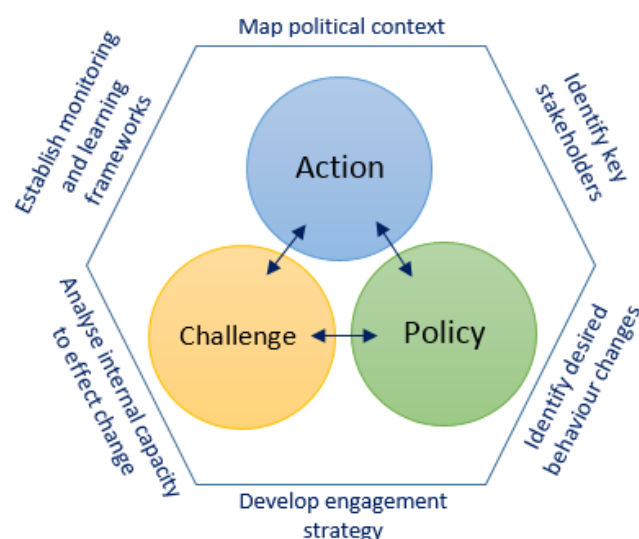 Map political context
Establish monitoring
and learning
frameworks
Identify key
stakeholders
Action
Challenge
Policy
Analyse internal capacity
to effect change
Identify desired
behaviour changes
Develop engagement
strategy